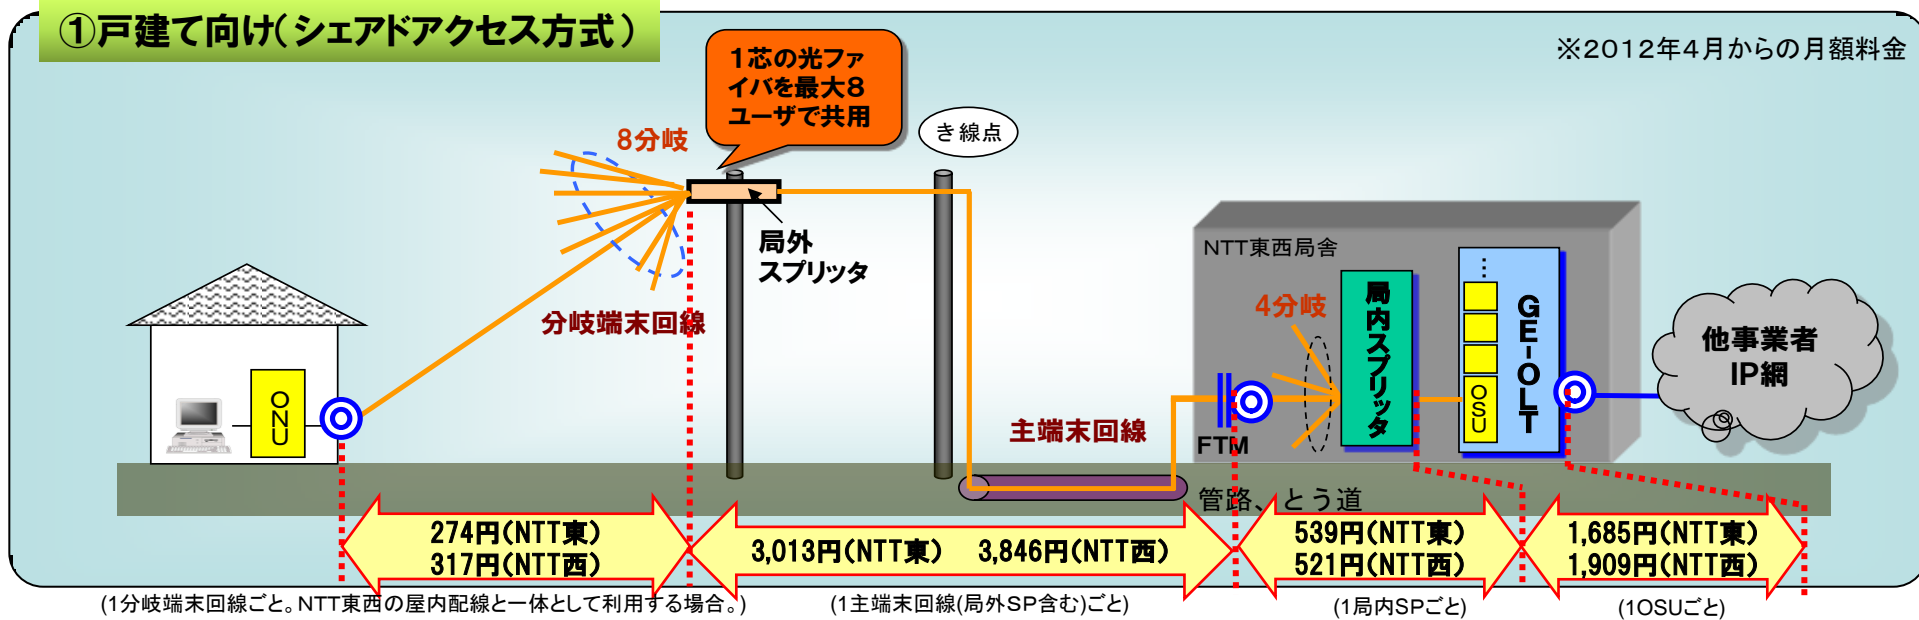 ①戸建て向け(シェアドアクセス方式)
※2012年4月からの月額料金
1芯の光ファ
イバを最大8
ユーザで共用
き線点
8分岐
局外
スプリッタ
NTT東西局舎
分岐端末回線
4分岐
局内スプリッタ
…
GE-OLT
OSU
他事業者
IP網
ONU
主端末回線
FTM
管路、とう道
274円(NTT東)
317円(NTT西)
3,013円(NTT東) 3,846円(NTT西)
539円(NTT東)
521円(NTT西)
1,685円(NTT東)
1,909円(NTT西)
(1分岐端末回線ごと。NTT東西の屋内配線と一体として利用する場合。)
(1主端末回線(局外SP含む)ごと)
(1局内SPごと)
(1OSUごと)